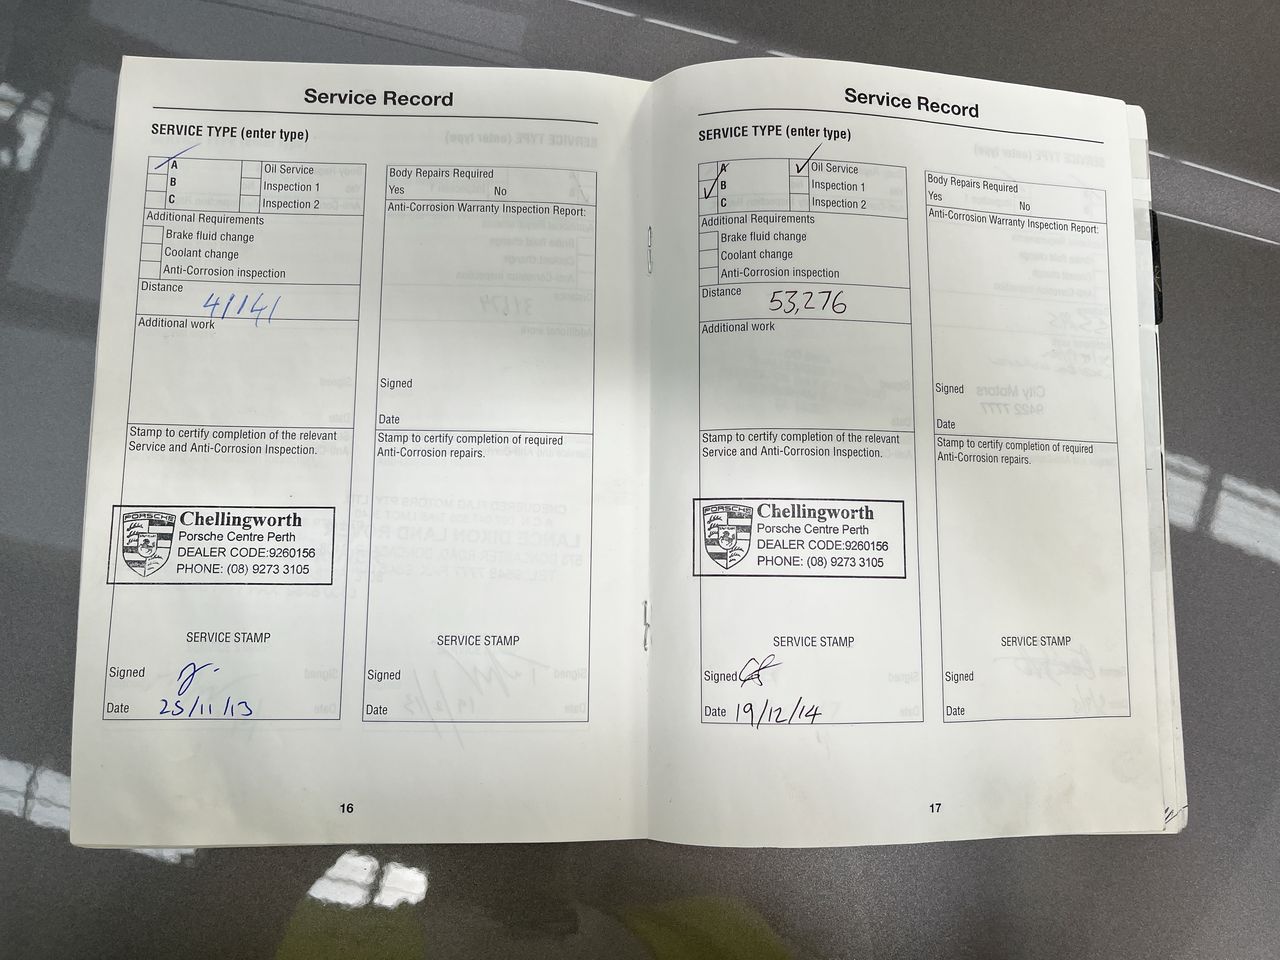 Service Record
SERVICE TYPE (enter type)
A
Oil Service
B
Inspection 1
C
Inspection 2
Additional Requirements
Brake fluid change
Coolant change
Anti-Corrosion inspection
Distance
41141
Additional work
Stamp to certify completion of the relevant
Service and Anti-Corrosion Inspection.
PORSCHE
Chellingworth
Porsche Centre Perth
DEALER CODE:9260156
PHONE: (08) 9273 3105
SERVICE STAMP
Signed
Date 25/11/13
Body Repairs Required
Yes No
Anti-Corrosion Warranty Inspection Report:
Signed
Date
Stamp to certify completion of required
Anti-Corrosion repairs.
SERVICE STAMP
Signed
Date
16
Service Record
SERVICE TYPE (enter type)
A
Oil Service
B
Inspection 1
C
Inspection 2
Additional Requirements
Brake fluid change
Coolant change
Anti-Corrosion inspection
Distance
53,276
Additional work
Stamp to certify completion of the relevant
Service and Anti-Corrosion Inspection.
PORSCHE
Chellingworth
Porsche Centre Perth
DEALER CODE:9260156
PHONE: (08) 9273 3105
SERVICE STAMP
Signed
Date 19/12/14
Body Repairs Required
Yes No
Anti-Corrosion Warranty Inspection Report:
Signed
Date
Stamp to certify completion of required
Anti-Corrosion repairs.
SERVICE STAMP
Signed
Date
17